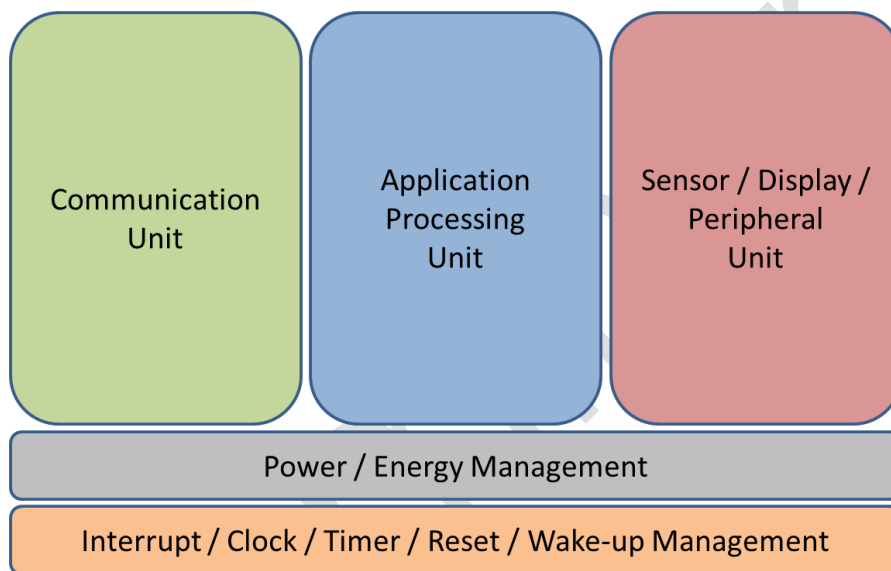 Communication
Unit
Application
Processing
Unit
Sensor / Display /
Peripheral
Unit
Power / Energy Management
Interrupt / Clock / Timer / Reset / Wake-up Management